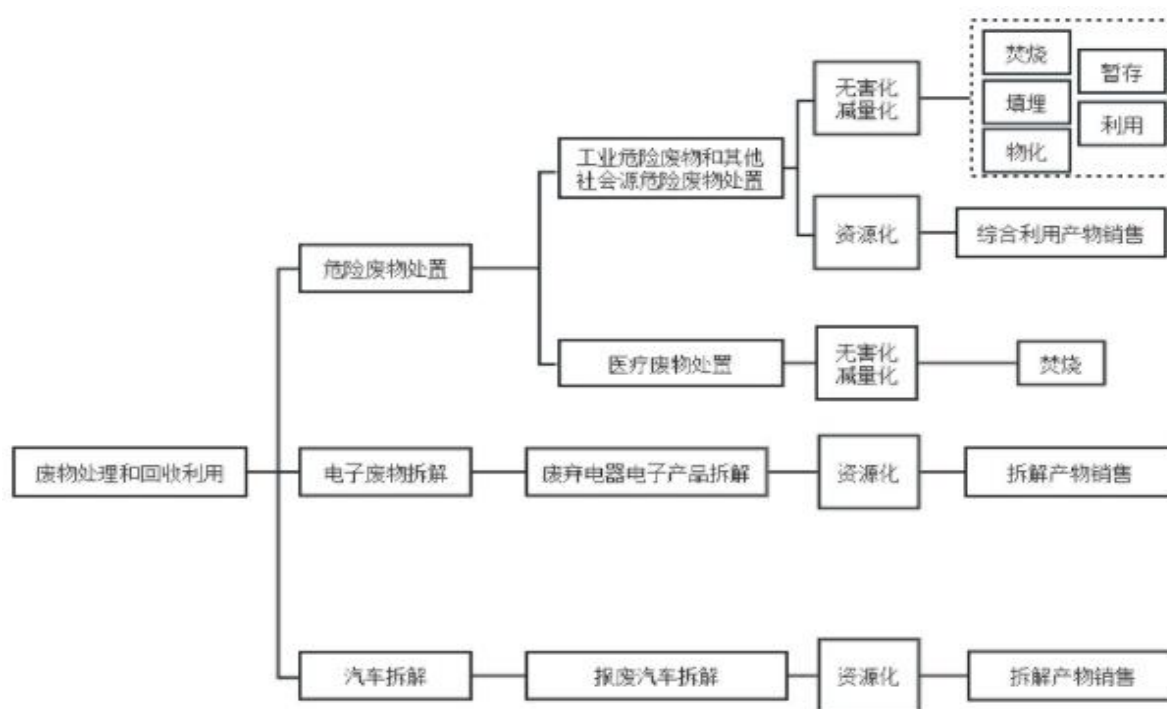 焚烧
暂存
填埋
利用
物化
无害化
减量化
工业危险废物和其他
社会源危险废物处置
资源化
综合利用产物销售
危险废物处置
医疗废物处置
无害化
减量化
焚烧
废物处理和回收利用
电子废物拆解
废弃电器电子产品拆解
资源化
拆解产物销售
汽车拆解
报废汽车拆解
资源化
拆解产物销售